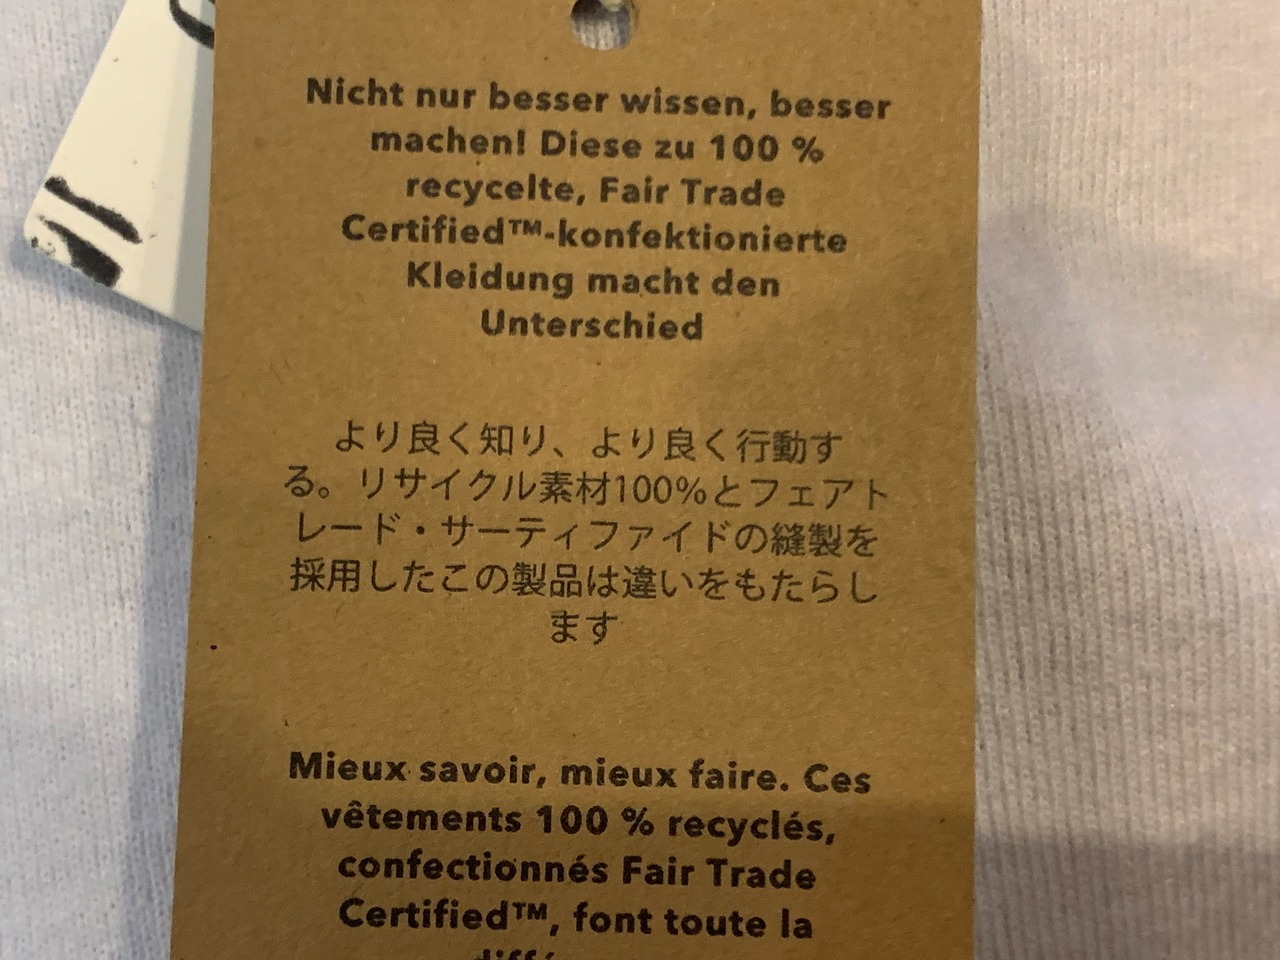 Nicht nur besser wissen, besser
machen! Diese zu 100 %
recycelte, Fair Trade
Certified™-konfektionierte
Kleidung macht den
Unterschied
より良く知り、より良く行動す
る。リサイクル素材100%とフェアト
レード・サーティファイドの縫製を
採用したこの製品は違いをもたらし
ます
Mieux savoir, mieux faire. Ces
vêtements 100 % recyclés,
confectionnés Fair Trade
Certified™, font toute la